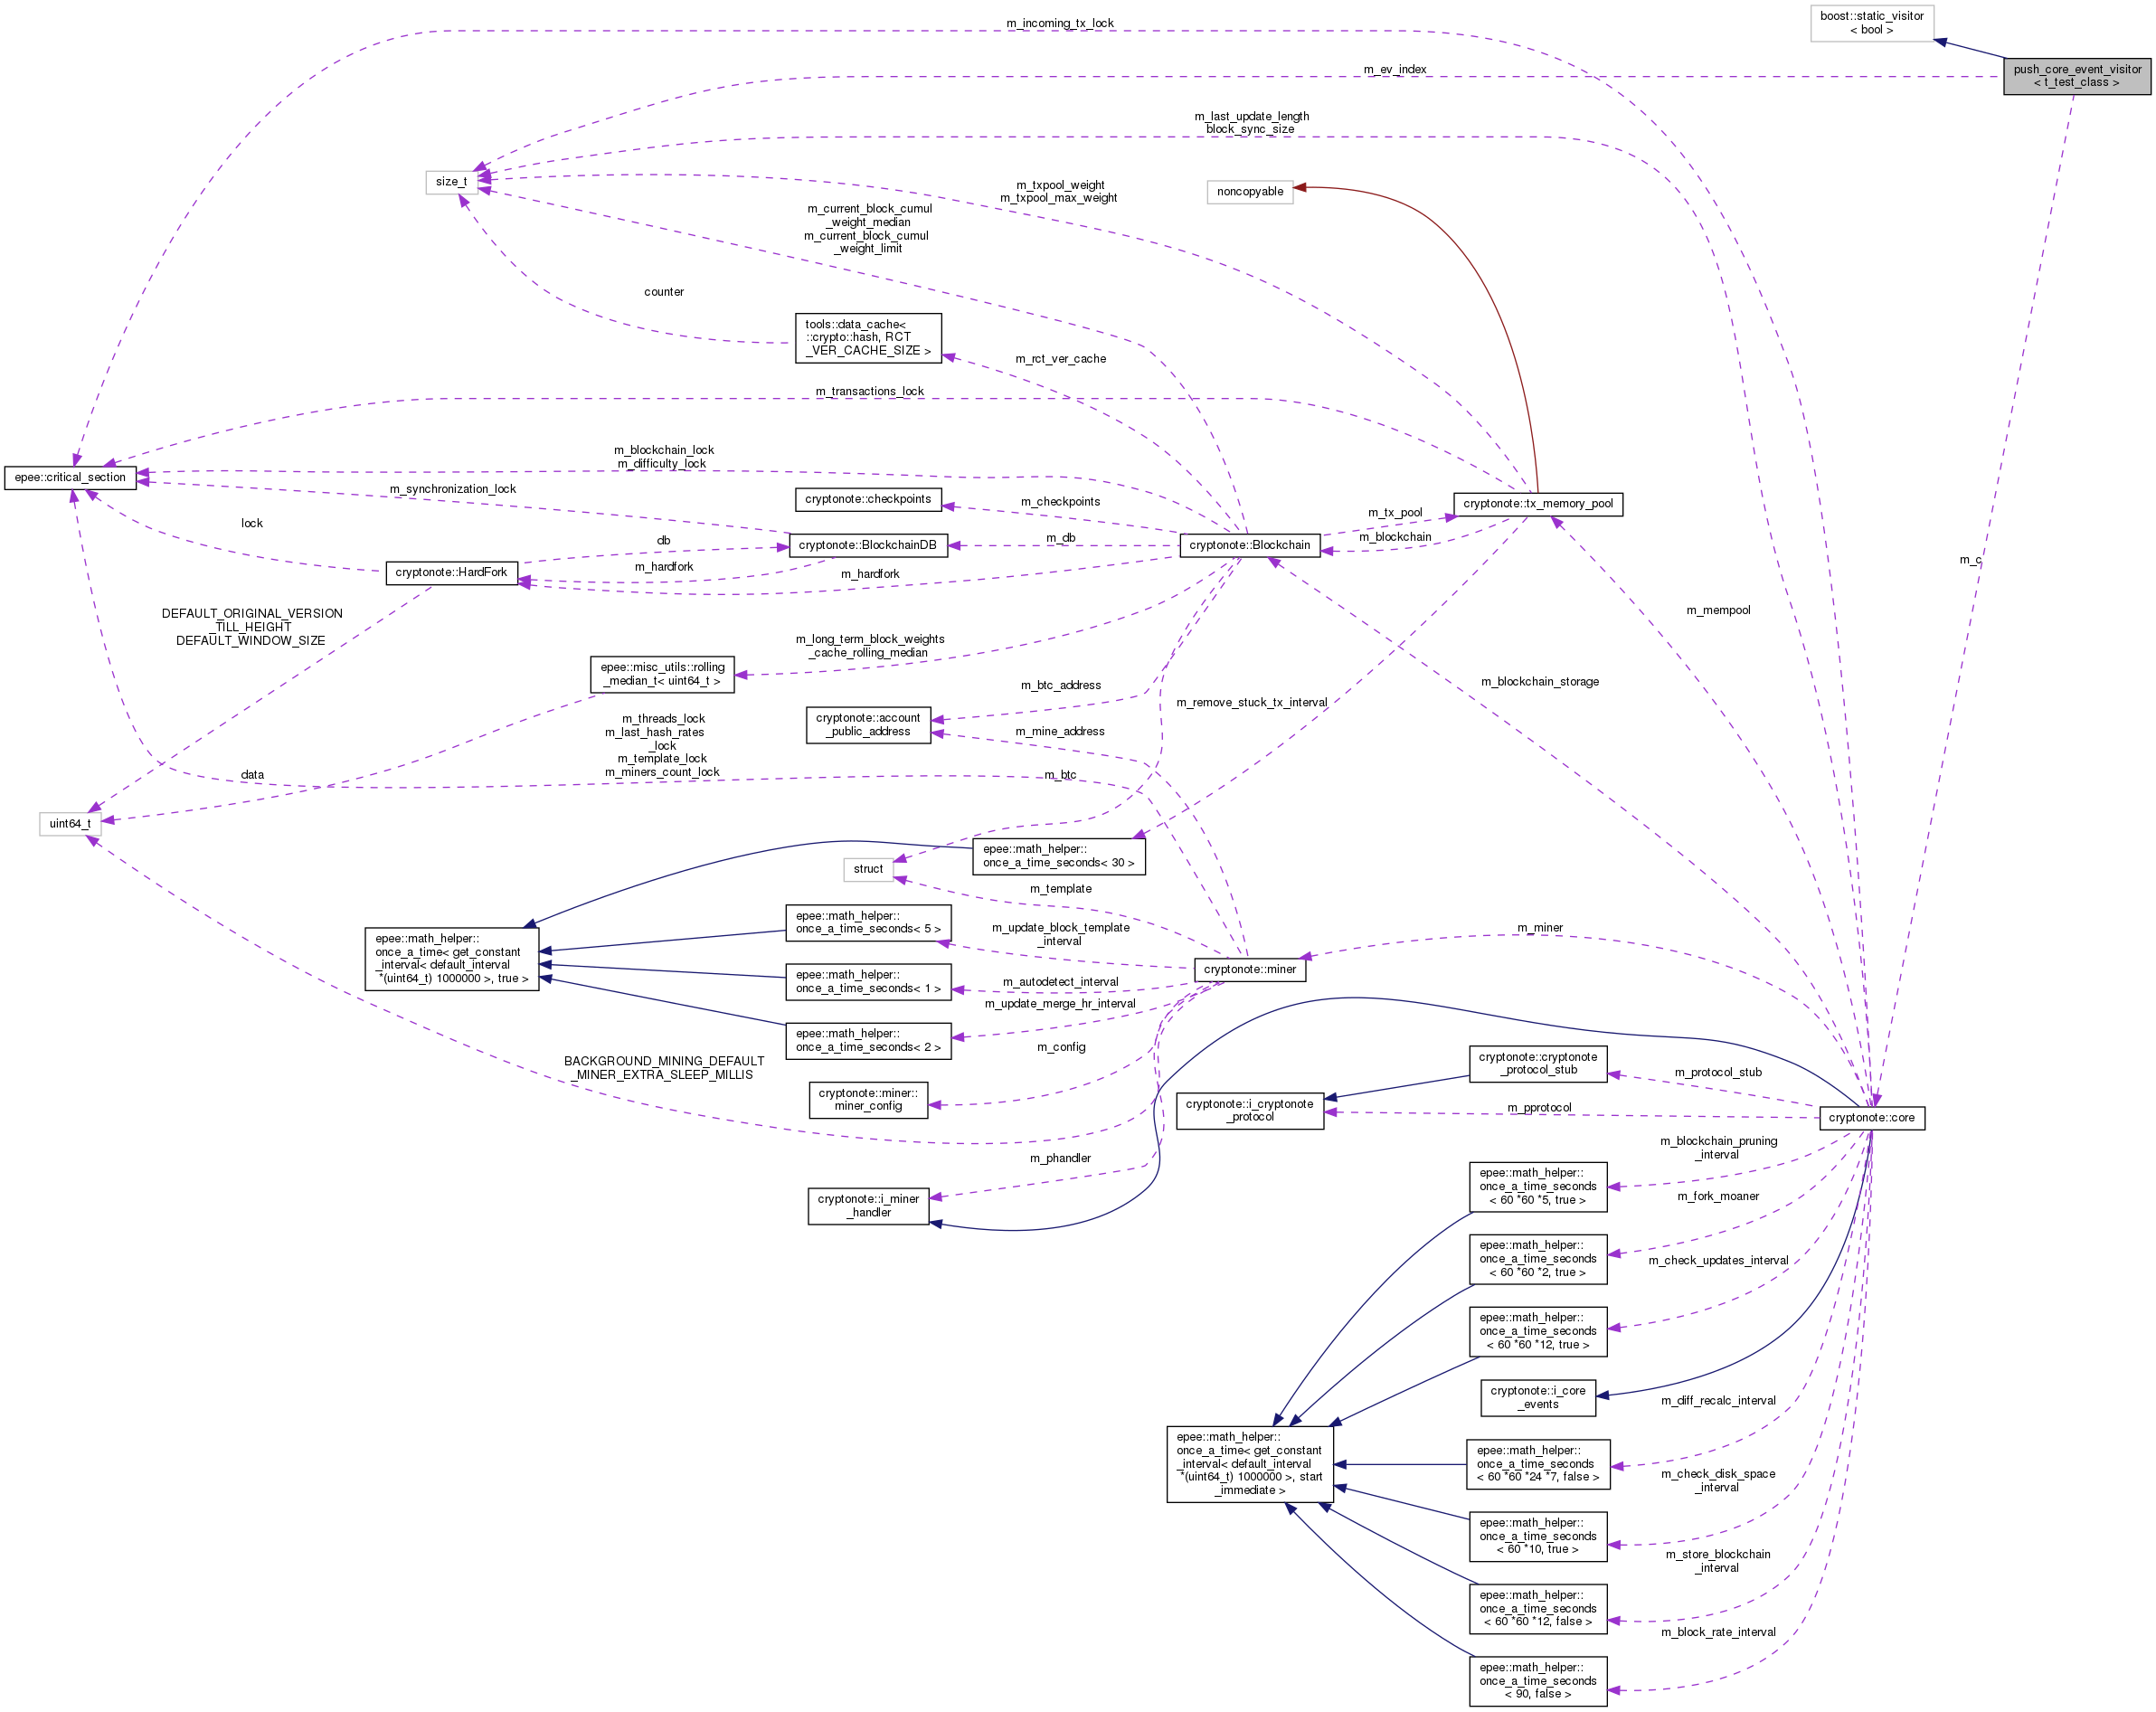 m_incoming_tx_lock
boost::static_visitor
< bool >
push_core_event_visitor
< t_test_class >
m_ev_index
m_last_update_length
block_sync_size
size_t
m_txpool_weight
m_txpool_max_weight
noncopyable
m_current_block_cumul
_weight_median
m_current_block_cumul
_weight_limit
counter
tools::data_cache<
::crypto::hash, RCT
_VER_CACHE_SIZE >
m_rct_ver_cache
m_transactions_lock
epee::critical_section
m_blockchain_lock
m_difficulty_lock
m_synchronization_lock
cryptonote::checkpoints
m_checkpoints
cryptonote::tx_memory_pool
m_tx_pool
m_blockchain
lock
db
cryptonote::BlockchainDB
m_db
cryptonote::Blockchain
cryptonote::HardFork
m_hardfork
m_hardfork
m_c
DEFAULT_ORIGINAL_VERSION
_TILL_HEIGHT
DEFAULT_WINDOW_SIZE
m_mempool
m_long_term_block_weights
_cache_rolling_median
epee::misc_utils::rolling
_median_t< uint64_t >
m_btc_address
m_blockchain_storage
m_remove_stuck_tx_interval
cryptonote::account
_public_address
m_mine_address
m_threads_lock
m_last_hash_rates
_lock
m_template_lock
m_miners_count_lock
data
m_btc
uint64_t
epee::math_helper::
once_a_time_seconds< 30 >
struct
m_template
epee::math_helper::
once_a_time_seconds< 5 >
m_update_block_template
_interval
m_miner
epee::math_helper::
once_a_time< get_constant
_interval< default_interval
*(uint64_t) 1000000 >, true >
cryptonote::miner
epee::math_helper::
once_a_time_seconds< 1 >
m_autodetect_interval
m_update_merge_hr_interval
epee::math_helper::
once_a_time_seconds< 2 >
m_config
BACKGROUND_MINING_DEFAULT
_MINER_EXTRA_SLEEP_MILLIS
cryptonote::cryptonote
_protocol_stub
m_protocol_stub
cryptonote::miner::
miner_config
cryptonote::i_cryptonote
_protocol
m_pprotocol
cryptonote::core
m_phandler
cryptonote::i_miner
_handler
m_blockchain_pruning
_interval
epee::math_helper::
once_a_time_seconds
< 60 *60 *5, true >
m_fork_moaner
epee::math_helper::
once_a_time_seconds
< 60 *60 *2, true >
m_check_updates_interval
epee::math_helper::
once_a_time_seconds
< 60 *60 *12, true >
cryptonote::i_core
_events
m_diff_recalc_interval
epee::math_helper::
once_a_time< get_constant
_interval< default_interval
*(uint64_t) 1000000 >, start
_immediate >
epee::math_helper::
once_a_time_seconds
< 60 *60 *24 *7, false >
m_check_disk_space
_interval
epee::math_helper::
once_a_time_seconds
< 60 *10, true >
m_store_blockchain
_interval
epee::math_helper::
once_a_time_seconds
< 60 *60 *12, false >
m_block_rate_interval
epee::math_helper::
once_a_time_seconds
< 90, false >